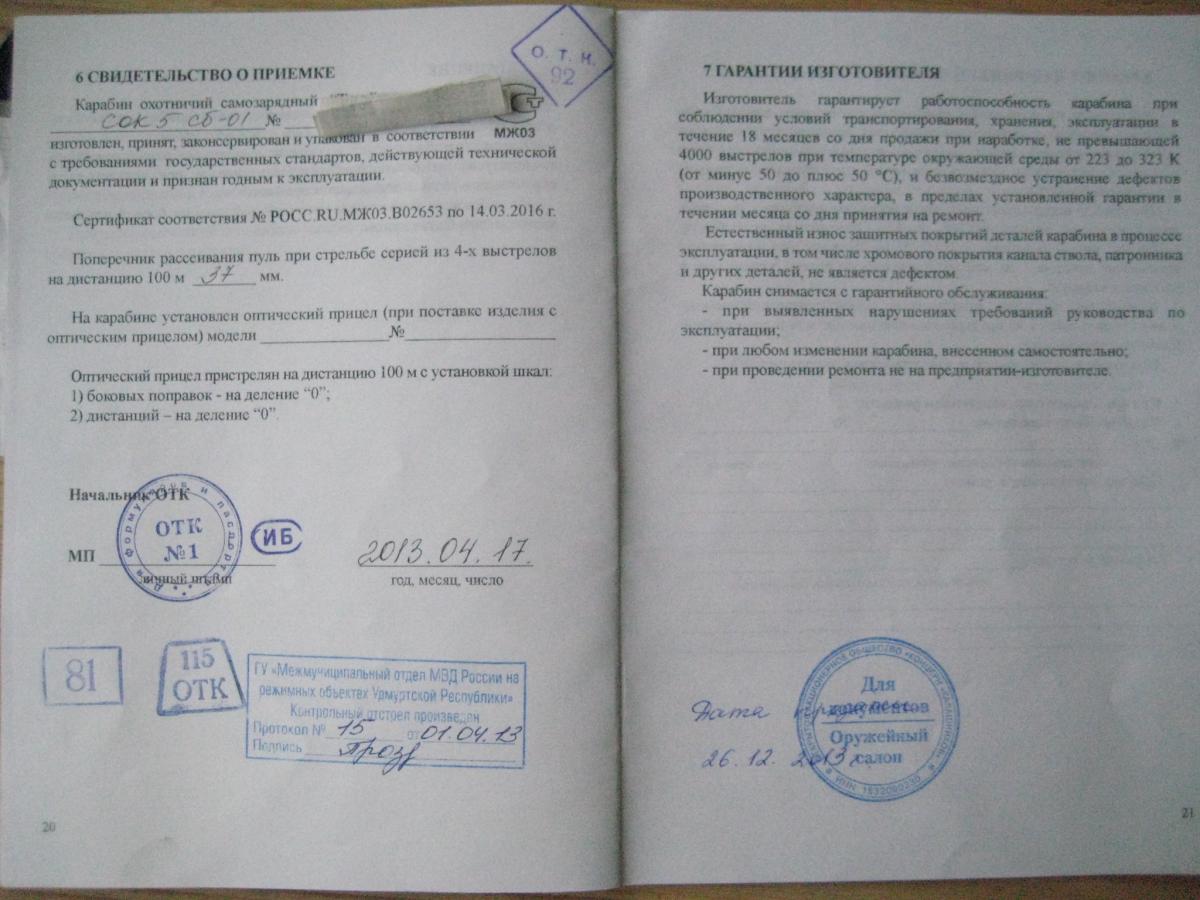 6 СВИДЕТЕЛЬСТВО О ПРИЕМКЕ
О. Т. К.
92
Карабин охотничий самозарядный
СОК 5 СБ-01 №
МЖ03
изготовлен, принят, законсервирован и упакован в соответствии
с требованиями государственных стандартов, действующей технической
документации и признан годным к эксплуатации.
Сертификат соответствия № РОСС.RU.МЖ03.В02653 по 14.03.2016 г.
Поперечник рассеивания пуль при стрельбе серией из 4-х выстрелов
на дистанцию 100 м 37 мм.
На карабине установлен оптический прицел (при поставке изделия с
оптическим прицелом) модели №
Оптический прицел пристрелян на дистанцию 100 м с установкой шкал:
1) боковых поправок - на деление “0”;
2) дистанций – на деление “0”.
Начальник ОТК
Для формуляров и паспортов
ОТК
№1
ИБ
МП
личный штамп
2013.04.17.
год, месяц, число
81
115
ОТК
ГУ «Межмуниципальный отдел МВД России на
режимных объектах Удмуртской Республики»
Контрольный отстрел произведен
Протокол № 15 от 01.04.13
Подпись
20
7 ГАРАНТИИ ИЗГОТОВИТЕЛЯ
Изготовитель гарантирует работоспособность карабина при
соблюдении условий транспортирования, хранения, эксплуатации в
течение 18 месяцев со дня продажи при наработке, не превышающей
4000 выстрелов при температуре окружающей среды от 223 до 323 К
(от минус 50 до плюс 50 °С), и безвозмездное устранение дефектов
производственного характера, в пределах установленной гарантии в
течении месяца со дня принятия на ремонт.
Естественный износ защитных покрытий деталей карабина в процессе
эксплуатации, в том числе хромового покрытия канала ствола, патронника
и других деталей, не является дефектом.
Карабин снимается с гарантийного обслуживания:
- при выявленных нарушениях требований руководства по
эксплуатации;
- при любом изменении карабина, внесенном самостоятельно;
- при проведении ремонта не на предприятии-изготовителе.
Дата продажи
26.12.2013г.
Для
документов
Оружейный
салон
21